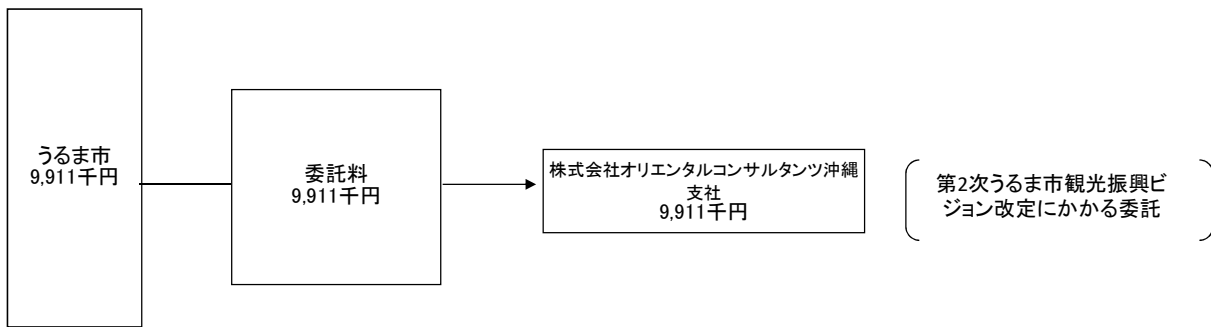 うるま市
9,911千円
委託料
9,911千円
株式会社オリエンタルコンサルタンツ沖縄
支社
9,911千円
第2次うるま市観光振興ビ
ジョン改定にかかる委託